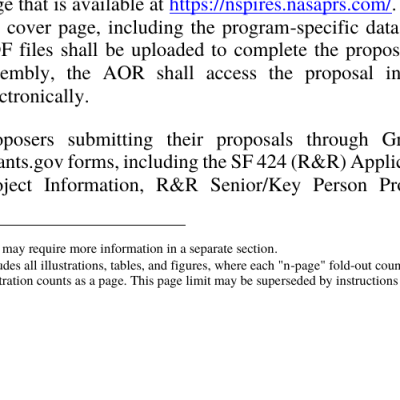 ge that is available at https://nspires.nasaprs.com/.
cover page, including the program-specific data
F files shall be uploaded to complete the propos
embly, the AOR shall access the proposal in
ctronically.
posers submitting their proposals through Gr
ants.gov forms, including the SF 424 (R&R) Applic
ject Information, R&R Senior/Key Person Pro
may require more information in a separate section.
des all illustrations, tables, and figures, where each "n-page" fold-out coun
tration counts as a page. This page limit may be superseded by instructions